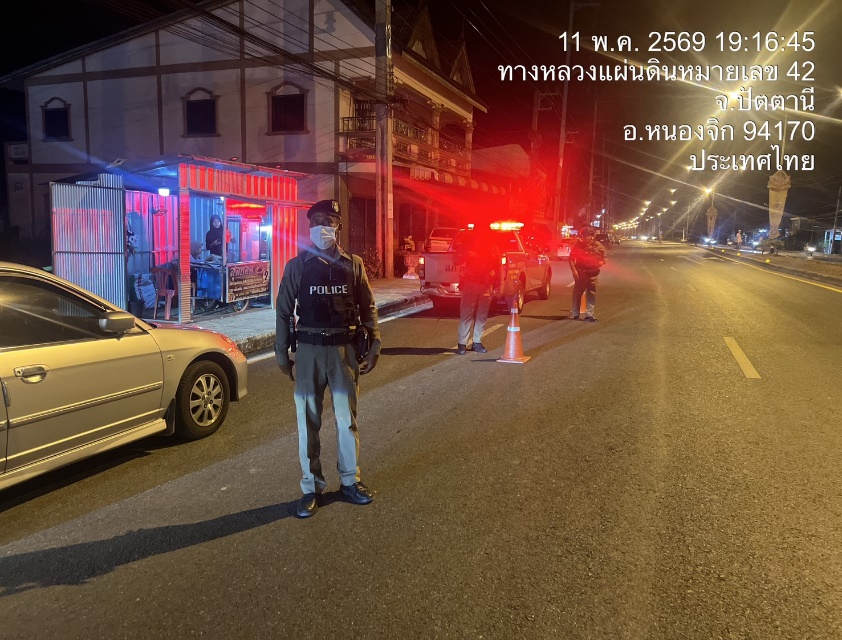 11 พ.ค. 2569 19:16:45
ทางหลวงแผ่นดินหมายเลข 42
จ.ปัตตานี
อ.หนองจิก 94170
ประเทศไทย
POLICE